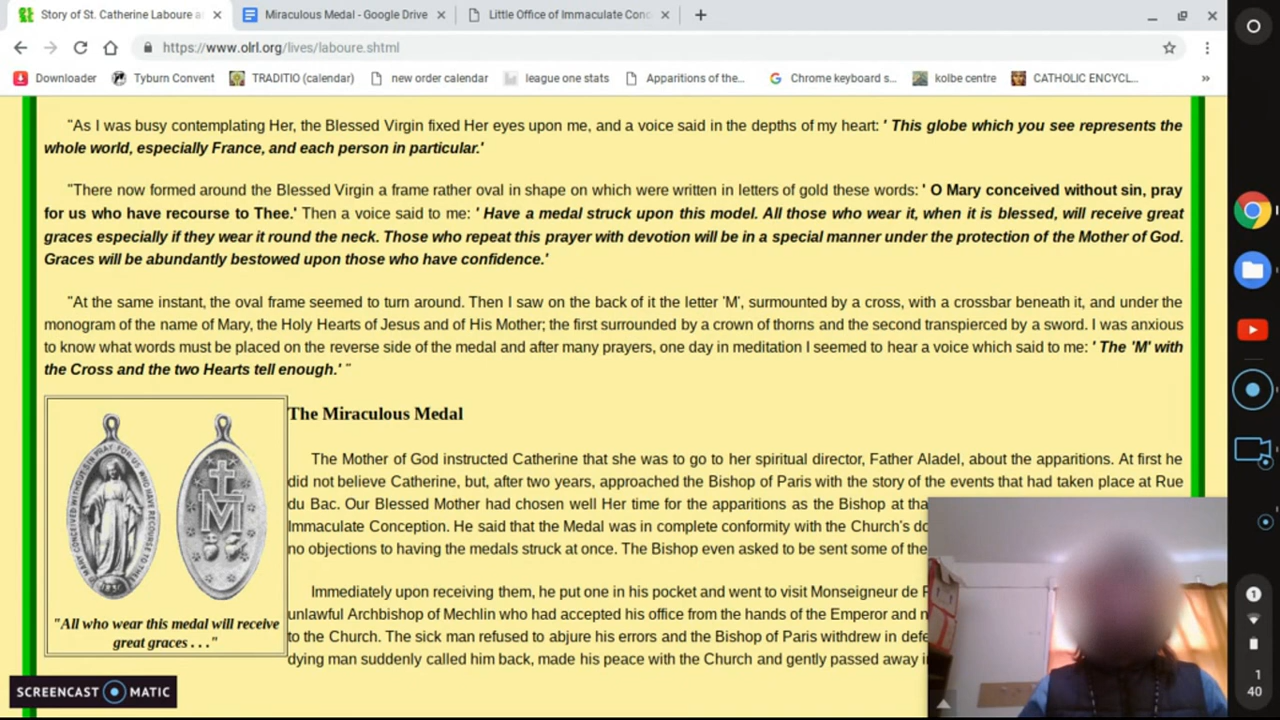 Story of St. Catherine Laboure a
Miraculous Medal - Google Drive
Little Office of Immaculate Conc
https://www.olrl.org/lives/laboure.shtml
Downloader
Tyburn Convent
TRADITIO (calendar)
new order calendar
league one stats
Apparitions of the...
Chrome keyboard s...
kolbe centre
CATHOLIC ENCYCL...
»
"As I was busy contemplating Her, the Blessed Virgin fixed Her eyes upon me, and a voice said in the depths of my heart: ' This globe which you see represents the
whole world, especially France, and each person in particular.'
"There now formed around the Blessed Virgin a frame rather oval in shape on which were written in letters of gold these words: ' O Mary conceived without sin, pray
for us who have recourse to Thee.' Then a voice said to me: ' Have a medal struck upon this model. All those who wear it, when it is blessed, will receive great
graces especially if they wear it round the neck. Those who repeat this prayer with devotion will be in a special manner under the protection of the Mother of God.
Graces will be abundantly bestowed upon those who have confidence.'
"At the same instant, the oval frame seemed to turn around. Then I saw on the back of it the letter 'M', surmounted by a cross, with a crossbar beneath it, and under the
monogram of the name of Mary, the Holy Hearts of Jesus and of His Mother; the first surrounded by a crown of thorns and the second transpierced by a sword. I was anxious
to know what words must be placed on the reverse side of the medal and after many prayers, one day in meditation I seemed to hear a voice which said to me: ' The 'M' with
the Cross and the two Hearts tell enough.' "
The Miraculous Medal
The Mother of God instructed Catherine that she was to go to her spiritual director, Father Aladel, about the apparitions. At first he
did not believe Catherine, but, after two years, approached the Bishop of Paris with the story of the events that had taken place at Rue
du Bac. Our Blessed Mother had chosen well Her time for the apparitions as the Bishop at tha
Immaculate Conception. He said that the Medal was in complete conformity with the Church's do
no objections to having the medals struck at once. The Bishop even asked to be sent some of the
Immediately upon receiving them, he put one in his pocket and went to visit Monseigneur de
unlawful Archbishop of Mechlin who had accepted his office from the hands of the Emperor and
to the Church. The sick man refused to abjure his errors and the Bishop of Paris withdrew in defe
dying man suddenly called him back, made his peace with the Church and gently passed away
MARY CONCEIVED WITHOUT SIN PRAY FOR US WHO HAVE RECOURSE TO THEE
M
"All who wear this medal will receive
great graces . . ."
SCREENCAST MATIC
1
1
40